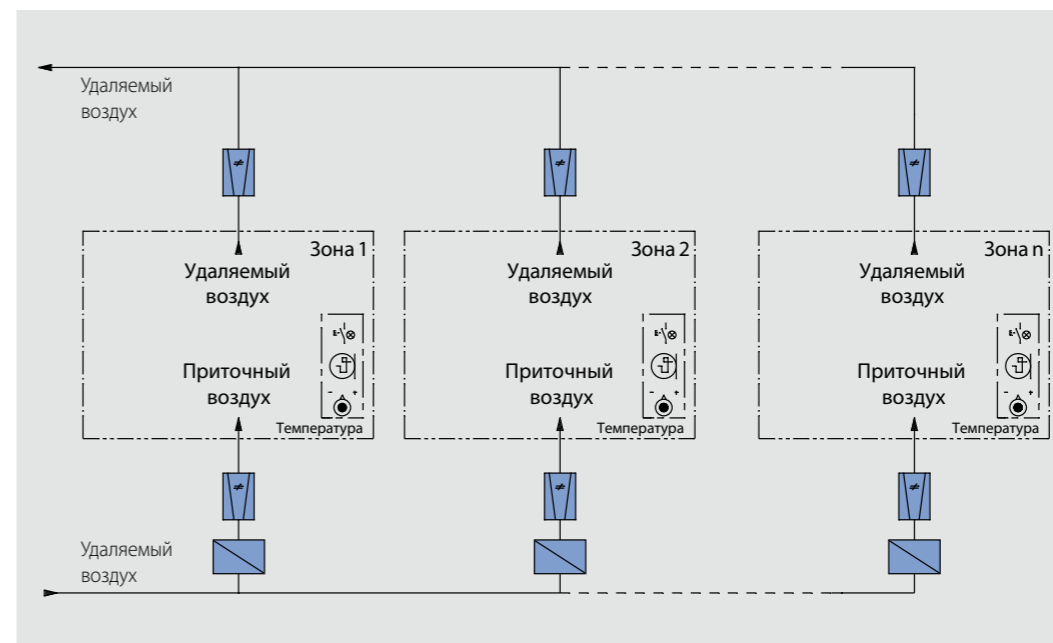 Удаляемый
воздух
Зона 1
Удаляемый
воздух
Приточный
воздух
Температура
Зона 2
Удаляемый
воздух
Приточный
воздух
Температура
Зона n
Удаляемый
воздух
Приточный
воздух
Температура
Удаляемый
воздух